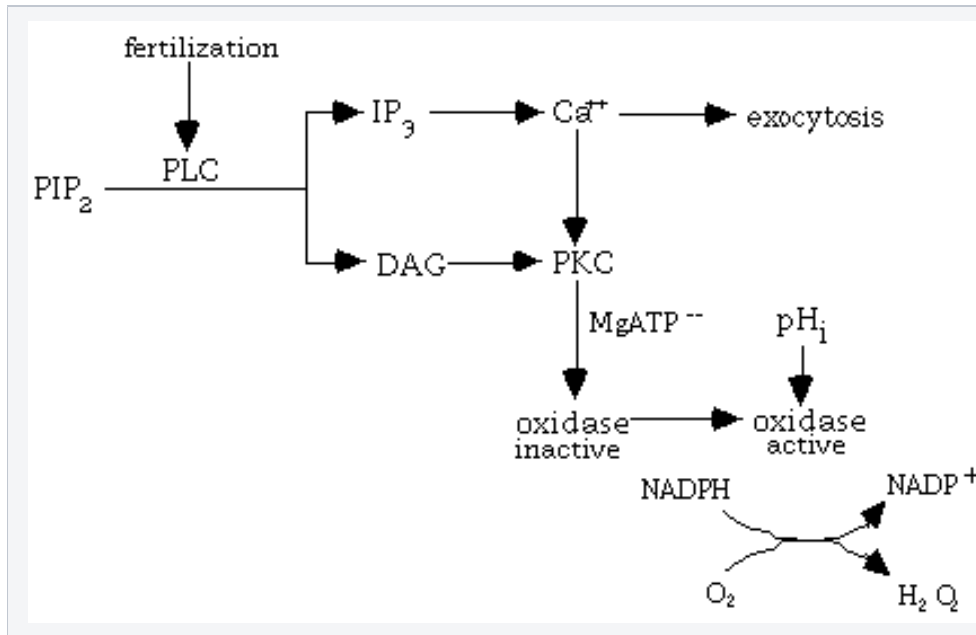 fertilization
IP₃
Ca⁺⁺
exocytosis
PLC
PIP₂
DAG
PKC
MgATP⁻⁻
pHᵢ
oxidase
inactive
oxidase
active
NADPH
NADP⁺
O₂
H₂O₂